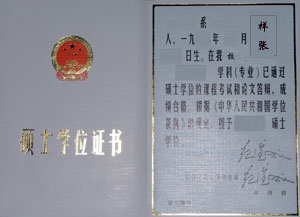 硕士学位证书
系
人，一九 年 月
日生。在我 校
学科（专业）已通过
硕士学位的课程考试和论文答辩，成
绩合格。根据《中华人民共和国学位
条例》的规定，授予
硕士
学位。
样张